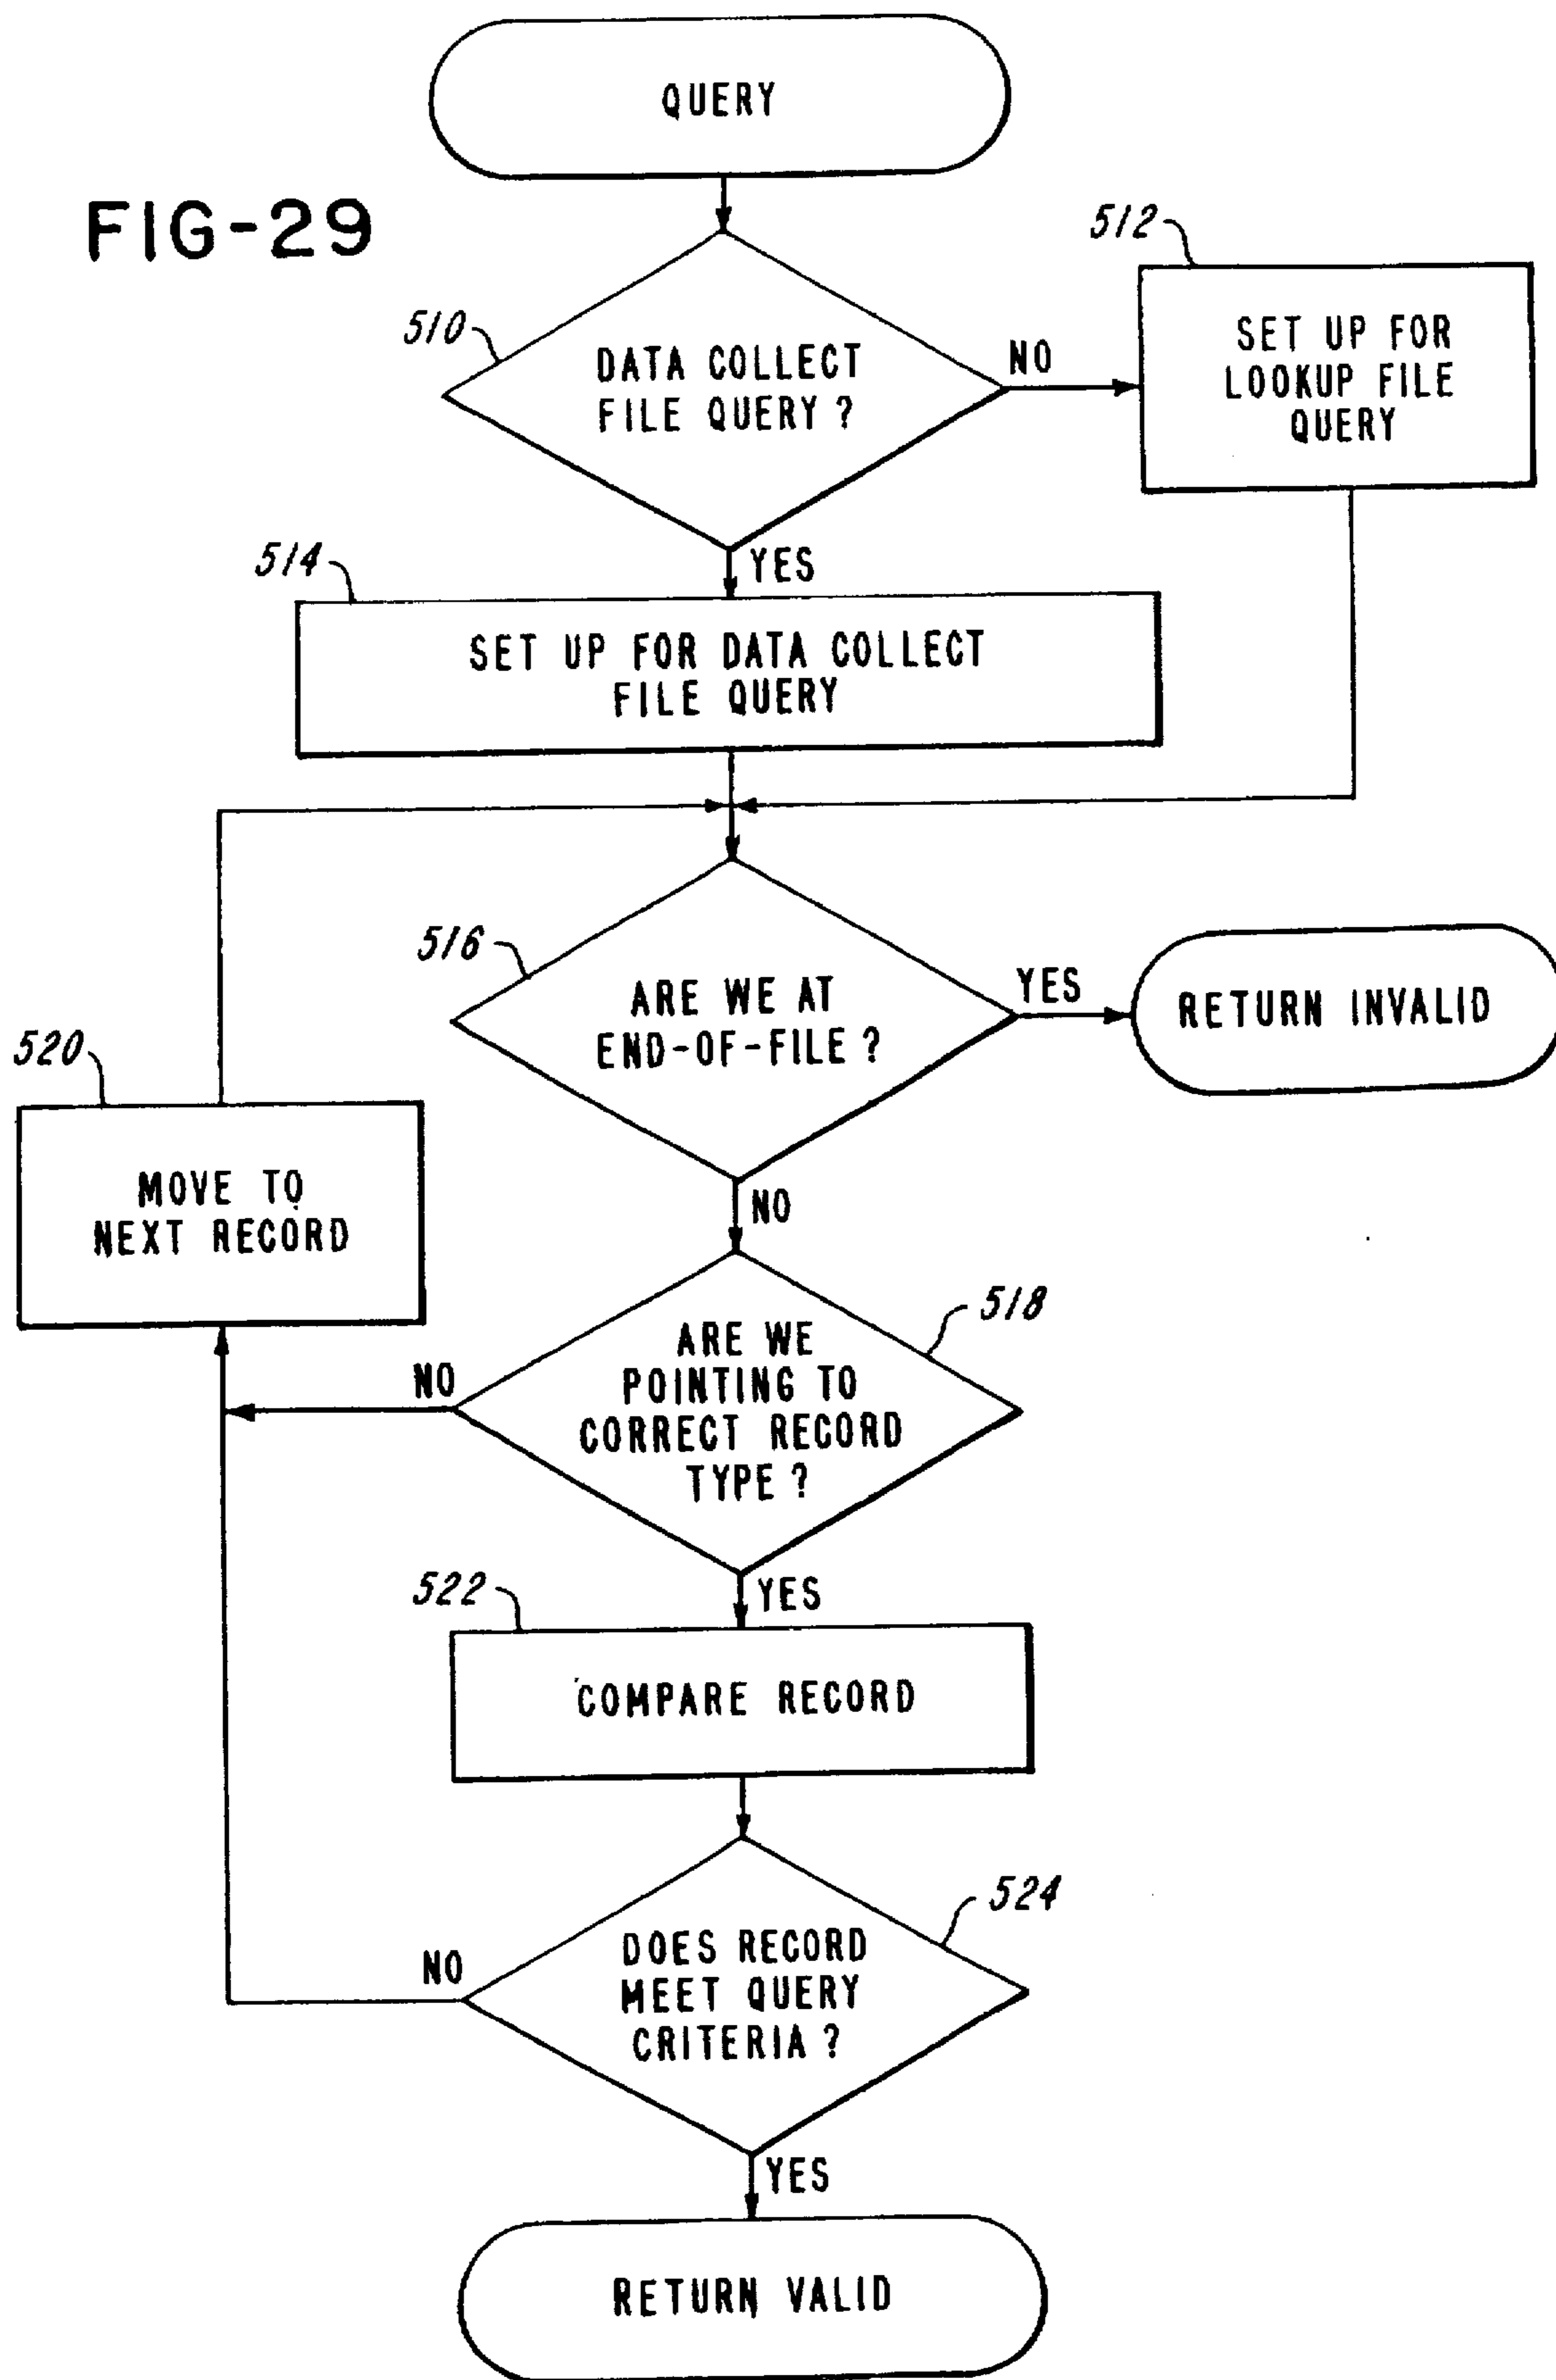 QUERY
FIG-29
512
510
DATA COLLECT
FILE QUERY ?
NO
SET UP FOR
LOOKUP FILE
QUERY
YES
514
SET UP FOR DATA COLLECT
FILE QUERY
516
ARE WE AT
END-OF-FILE ?
YES
RETURN INVALID
520
MOVE TO
NEXT RECORD
NO
518
ARE WE
POINTING TO
CORRECT RECORD
TYPE ?
NO
YES
522
COMPARE RECORD
524
DOES RECORD
MEET QUERY
CRITERIA ?
NO
YES
RETURN VALID